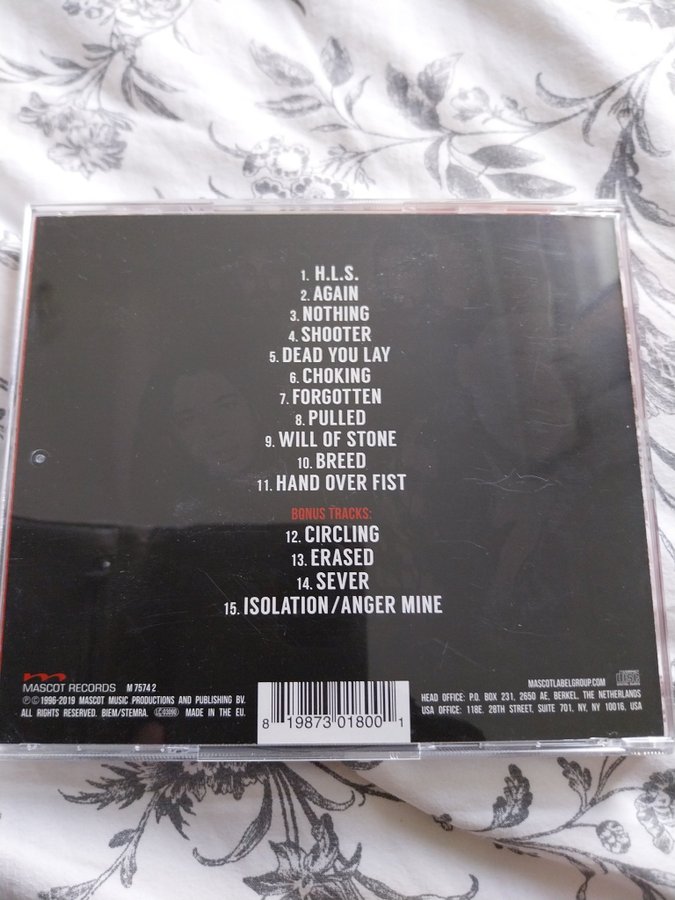 1. H.L.S.
2. AGAIN
3. NOTHING
4. SHOOTER
5. DEAD YOU LAY
6. CHOKING
7. FORGOTTEN
8. PULLED
9. WILL OF STONE
10. BREED
11. HAND OVER FIST
BONUS TRACKS:
12. CIRCLING
13. ERASED
14. SEVER
15. ISOLATION/ANGER MINE
MASCOT RECORDS M 7574 2
℗© 1996-2019 MASCOT MUSIC PRODUCTIONS AND PUBLISHING BV.
ALL RIGHTS RESERVED. BIEM/STEMRA. MADE IN THE EU.
8 19873 01800 1
MASCOTLABELGROUP.COM
HEAD OFFICE: P.O. BOX 231, 2650 AE, BERKEL, THE NETHERLANDS
USA OFFICE: 118E. 28TH STREET, SUITE 701, NY, NY 10016, USA